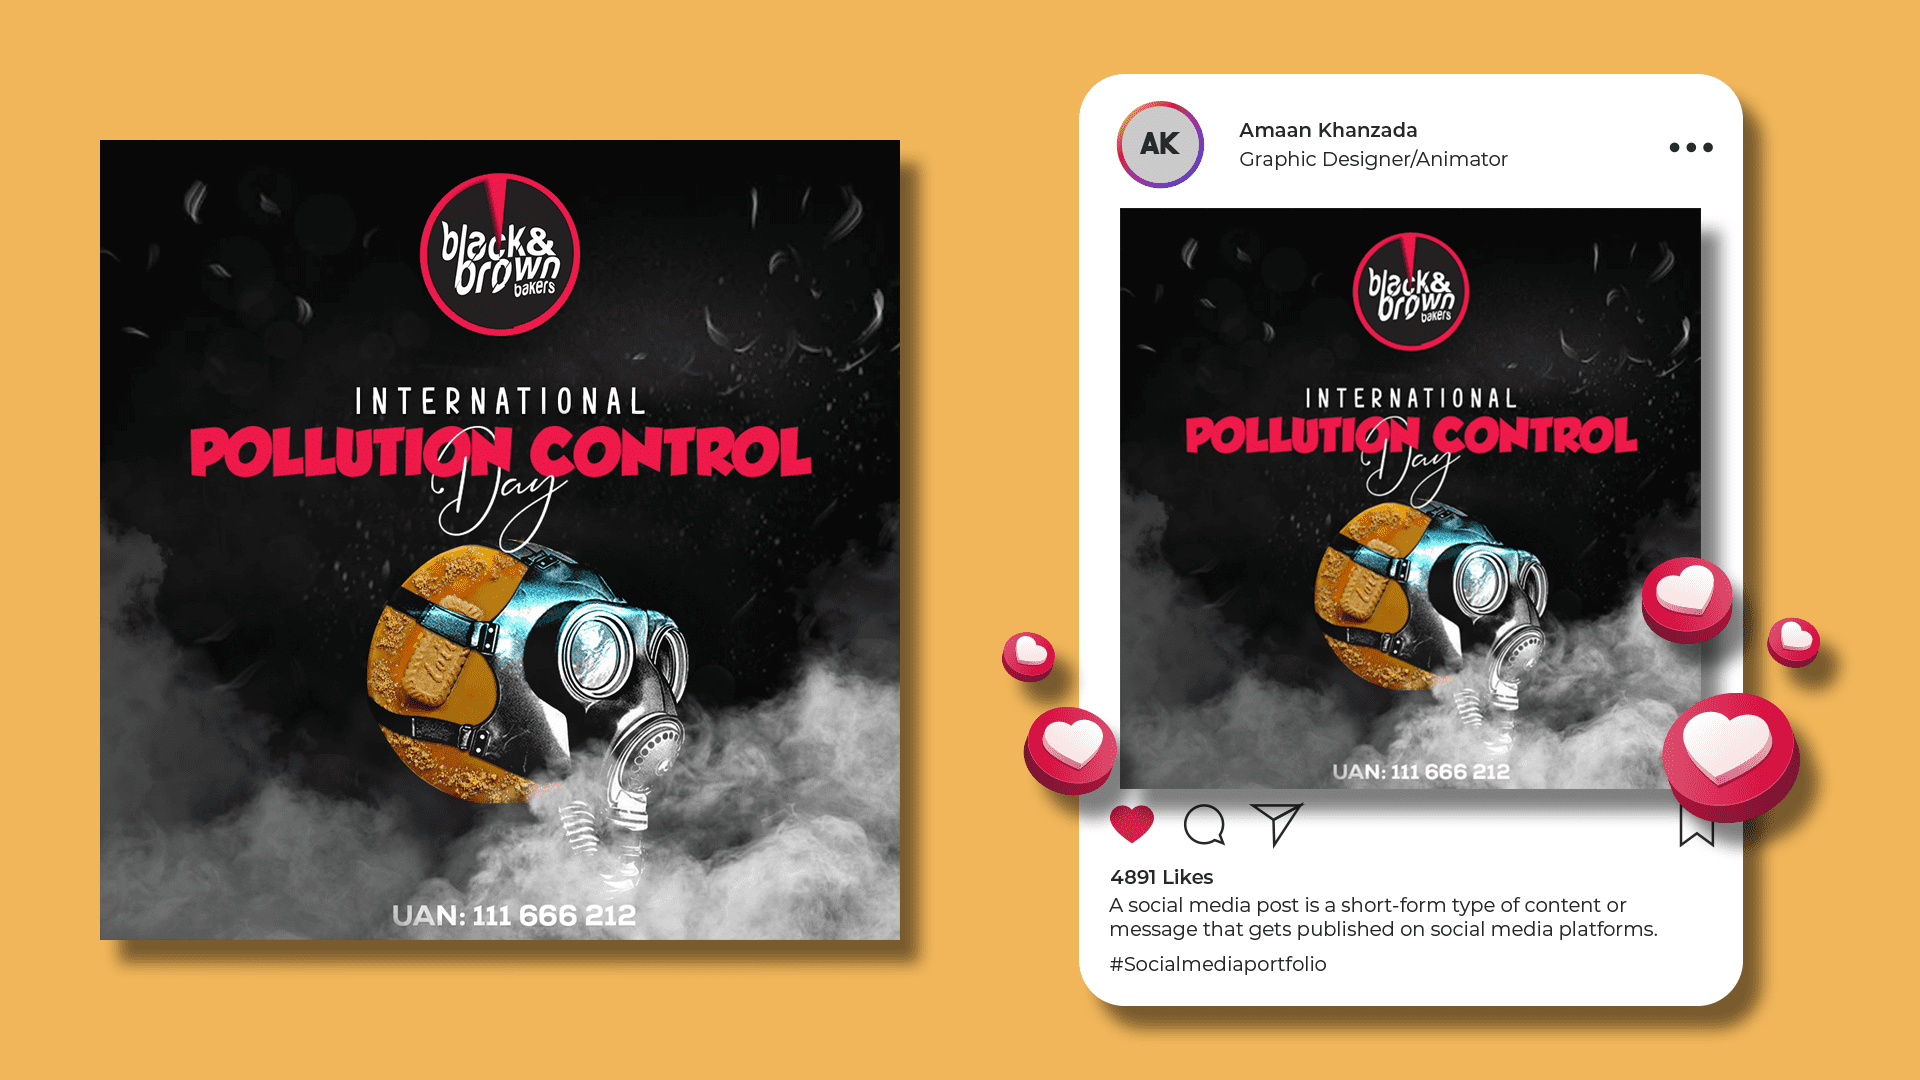 black&
brown
bakers
INTERNATIONAL
POLLUTION CONTROL
Day
UAN: 111 666 212
AK
Amaan Khanzada
Graphic Designer/Animator
black&
brown
bakers
INTERNATIONAL
POLLUTION CONTROL
Day
UAN: 111 666 212
4891 Likes
A social media post is a short-form type of content or
message that gets published on social media platforms.
#Socialmediaportfolio